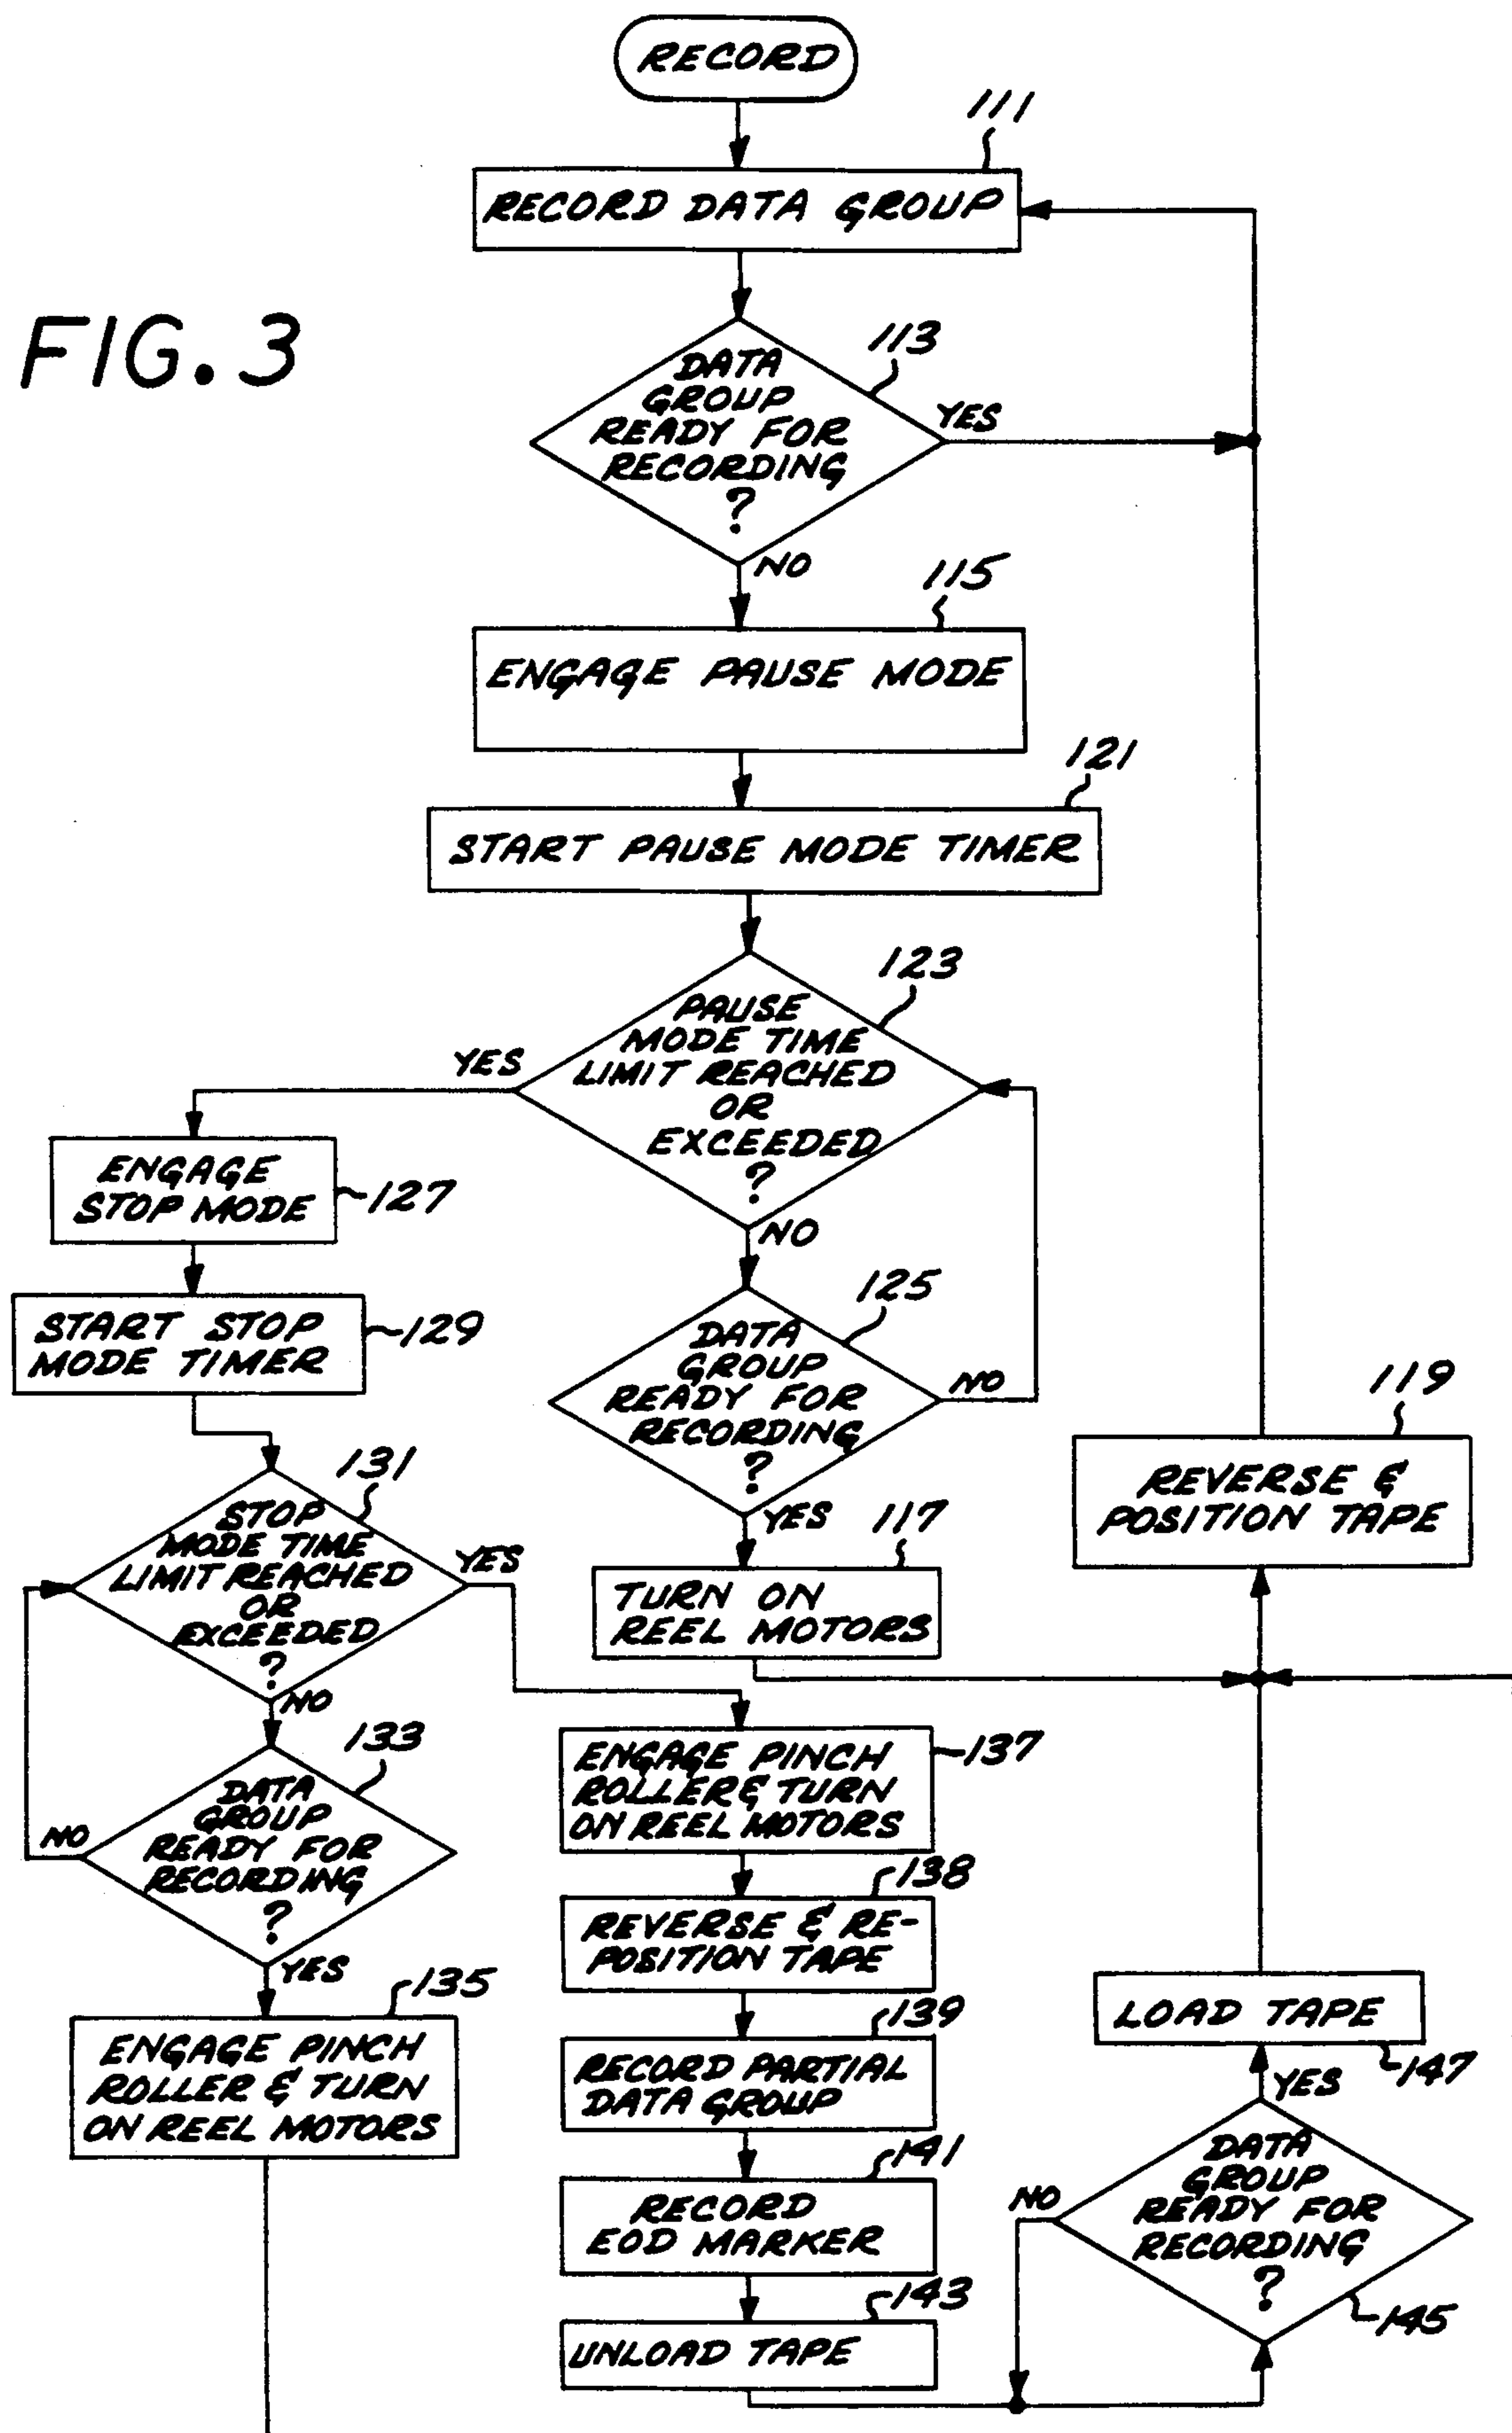 RECORD
111
RECORD DATA GROUP
FIG. 3
113
DATA
GROUP
READY FOR
RECORDING
?
YES
NO
115
ENGAGE PAUSE MODE
121
START PAUSE MODE TIMER
123
PAUSE
MODE TIME
LIMIT REACHED
OR
EXCEEDED
?
YES
NO
ENGAGE
STOP MODE
127
START STOP
MODE TIMER
129
125
DATA
GROUP
READY FOR
RECORDING
?
NO
YES
117
TURN ON
REEL MOTORS
119
REVERSE &
POSITION TAPE
131
STOP
MODE TIME
LIMIT REACHED
OR
EXCEEDED
?
YES
NO
133
DATA
GROUP
READY FOR
RECORDING
?
NO
YES
135
ENGAGE PINCH
ROLLER & TURN
ON REEL MOTORS
137
ENGAGE PINCH
ROLLER & TURN
ON REEL MOTORS
138
REVERSE & RE-
POSITION TAPE
139
RECORD PARTIAL
DATA GROUP
141
RECORD
EOD MARKER
143
UNLOAD TAPE
LOAD TAPE
147
YES
DATA
GROUP
READY FOR
RECORDING
?
NO
145